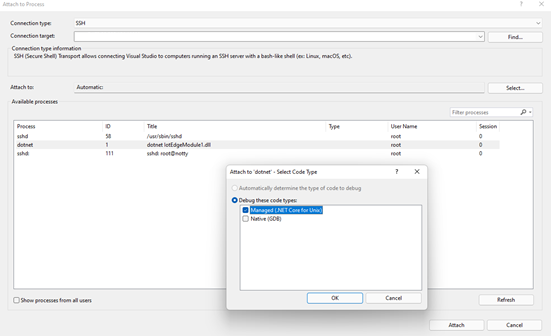 Attach to Process
Connection type: SSH
Connection target: Find...
Connection type information
SSH (Secure Shell) Transport allows connecting Visual Studio to computers running an SSH server with a bash-like shell (ex: Linux, macOS, etc).
Attach to: Automatic: Select...
Available processes
Filter processes
Process ID Title Type User Name Session
sshd 58 /usr/sbin/sshd root 0
dotnet 1 dotnet IotEdgeModule1.dll root 0
sshd: 111 sshd: root@notty root 0
Attach to 'dotnet' - Select Code Type
Automatically determine the type of code to debug
Debug these code types:
Managed (.NET Core for Unix)
Native (GDB)
OK Cancel
Show processes from all users Refresh
Attach Cancel